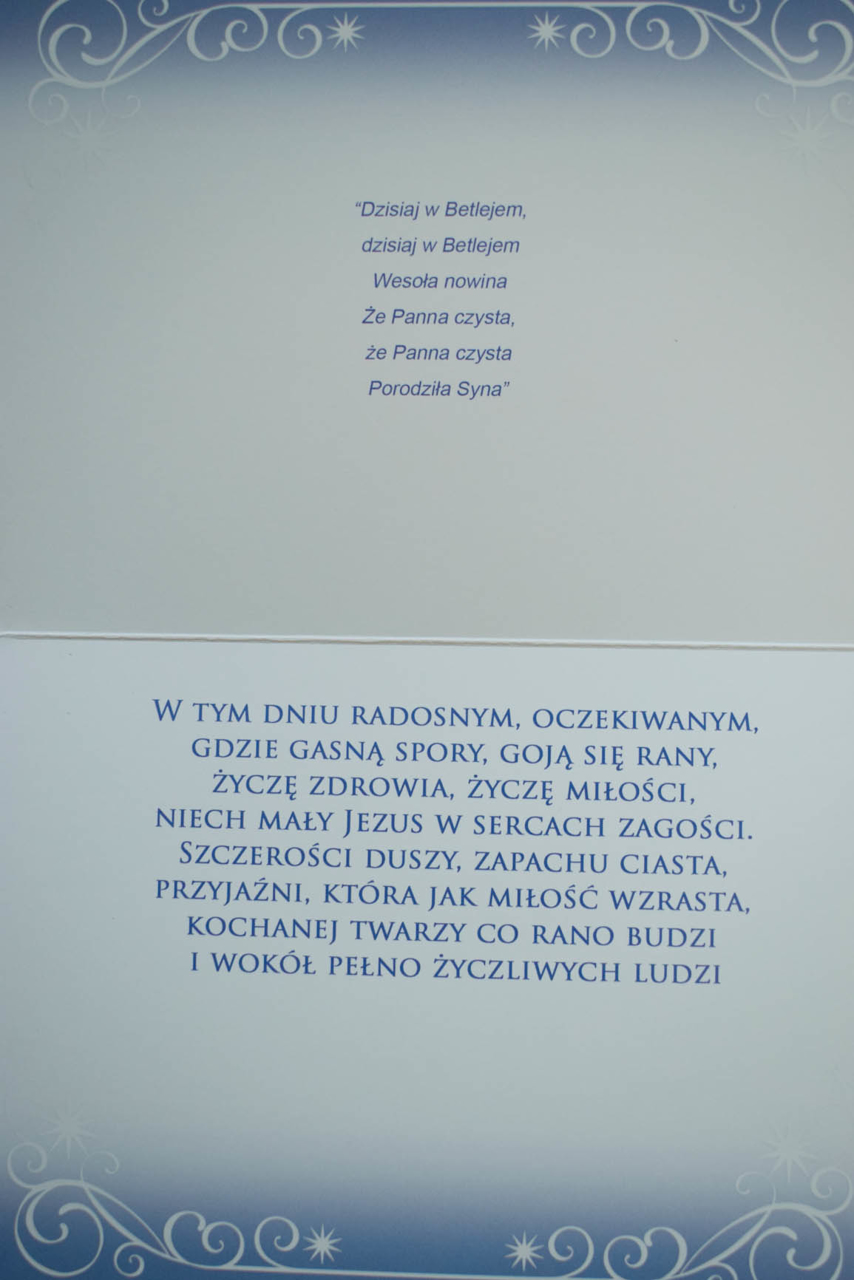 “Dzisiaj w Betlejem,
dzisiaj w Betlejem
Wesoła nowina
Że Panna czysta,
że Panna czysta
Porodziła Syna”
W TYM DNIU RADOSNYM, OCZEKIWANYM,
GDZIE GASNĄ SPORY, GOJĄ SIĘ RANY,
ŻYCZĘ ZDROWIA, ŻYCZĘ MIŁOŚCI,
NIECH MAŁY JEZUS W SERCACH ZAGOŚCI.
SZCZEROŚCI DUSZY, ZAPACHU CIASTA,
PRZYJAŹNI, KTÓRA JAK MIŁOŚĆ WZRASTA,
KOCHANEJ TWARZY CO RANO BUDZI
I WOKÓŁ PEŁNO ŻYCZLIWYCH LUDZI